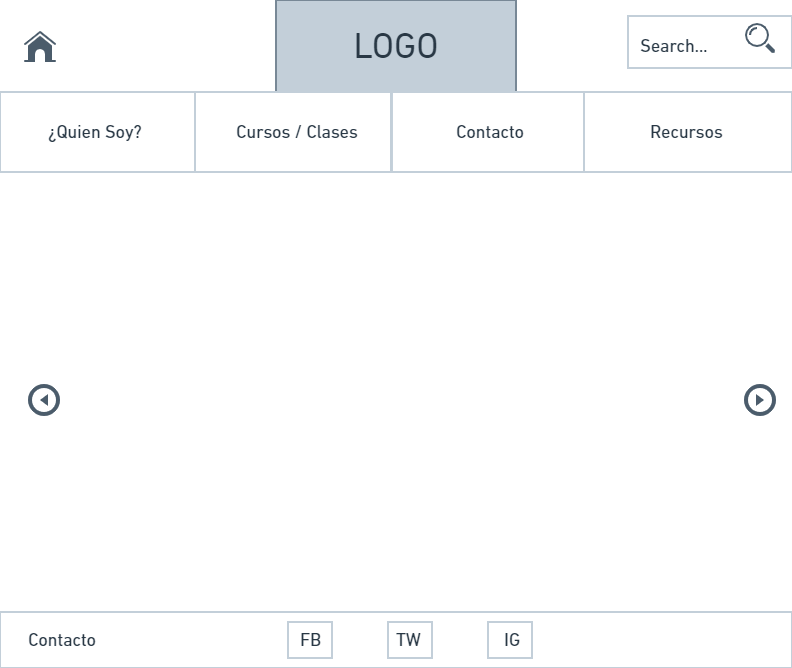 LOGO
Search...
¿Quien Soy?
Cursos / Clases
Contacto
Recursos
Contacto
FB
TW
IG